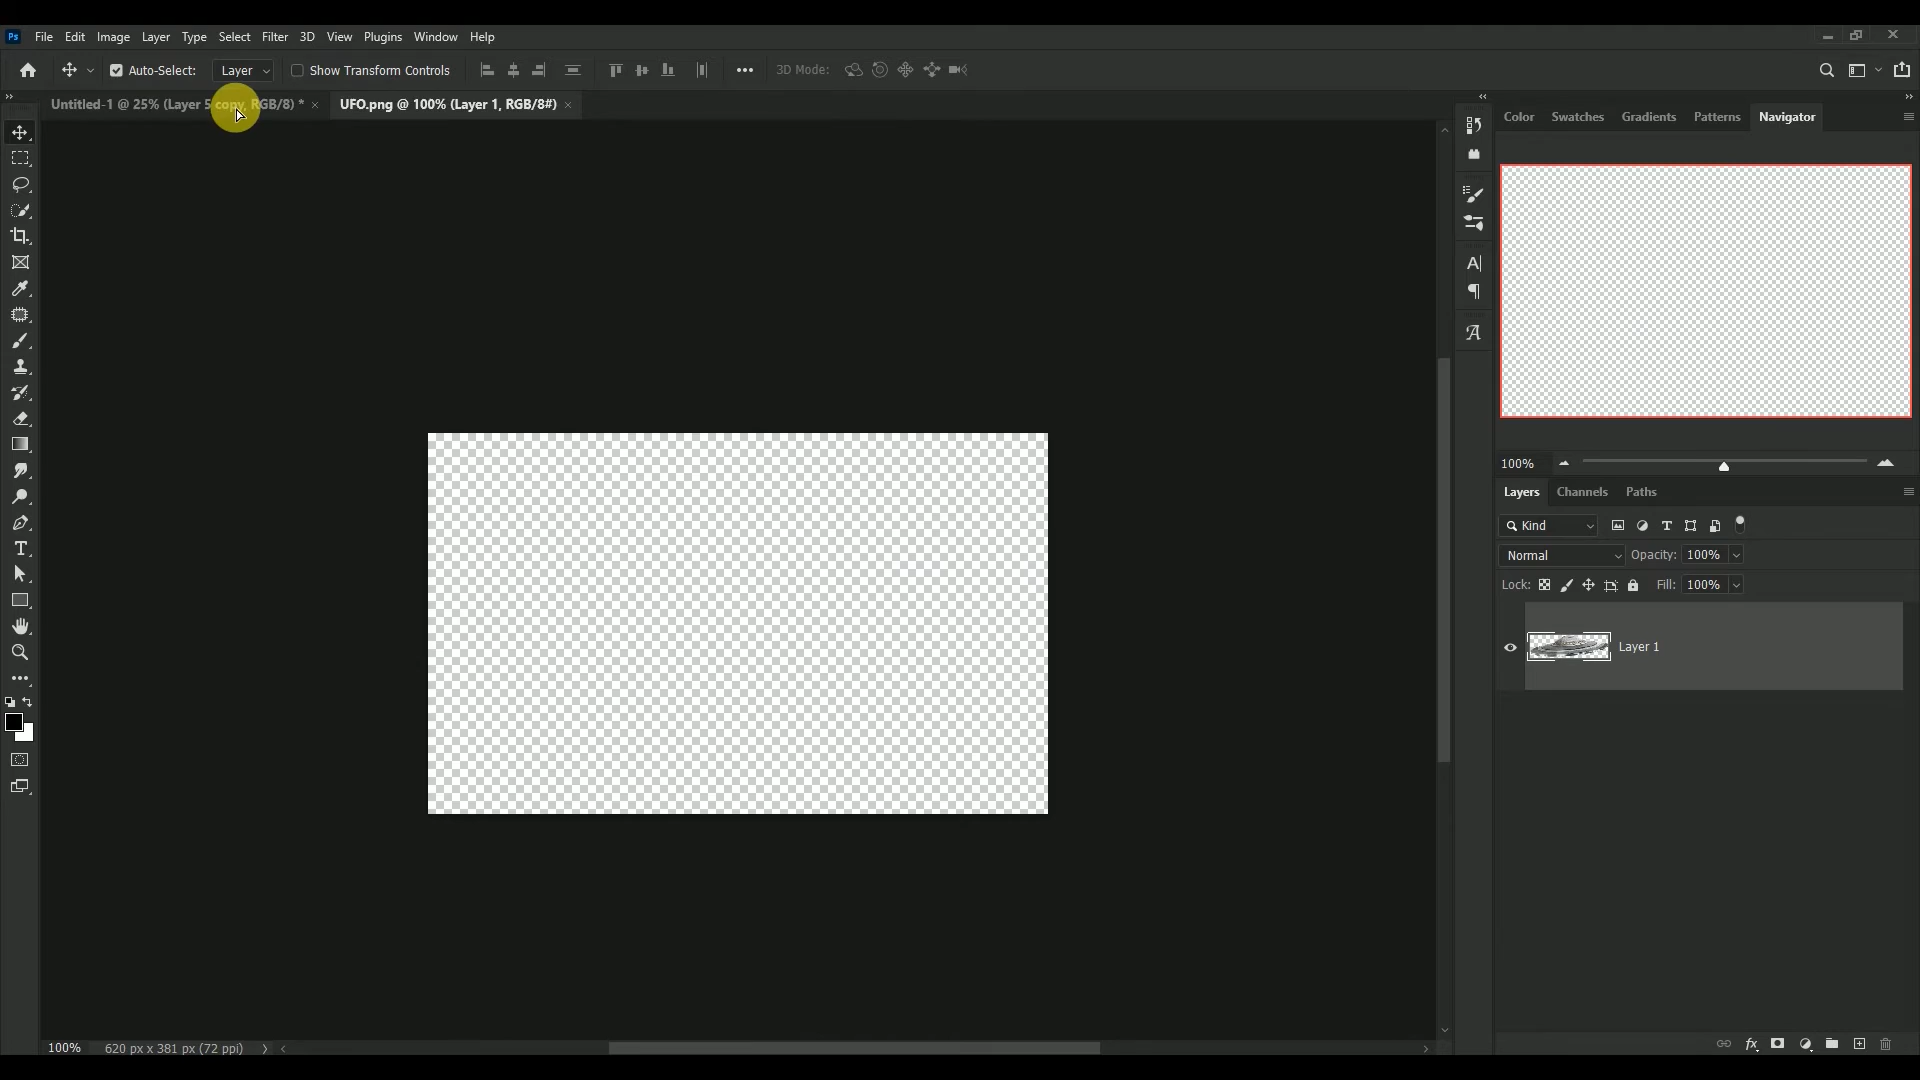 Ps File Edit Image Layer Type Select Filter 3D View Plugins Window Help
Auto-Select: Layer Show Transform Controls 3D Mode:
Untitled-1 @ 25% (Layer 5 copy, RGB/8) * × UFO.png @ 100% (Layer 1, RGB/8#) ×
Color Swatches Gradients Patterns Navigator
100%
Layers Channels Paths
Kind
Normal Opacity: 100%
Lock: Fill: 100%
Layer 1
100% 620 px x 381 px (72 ppi)